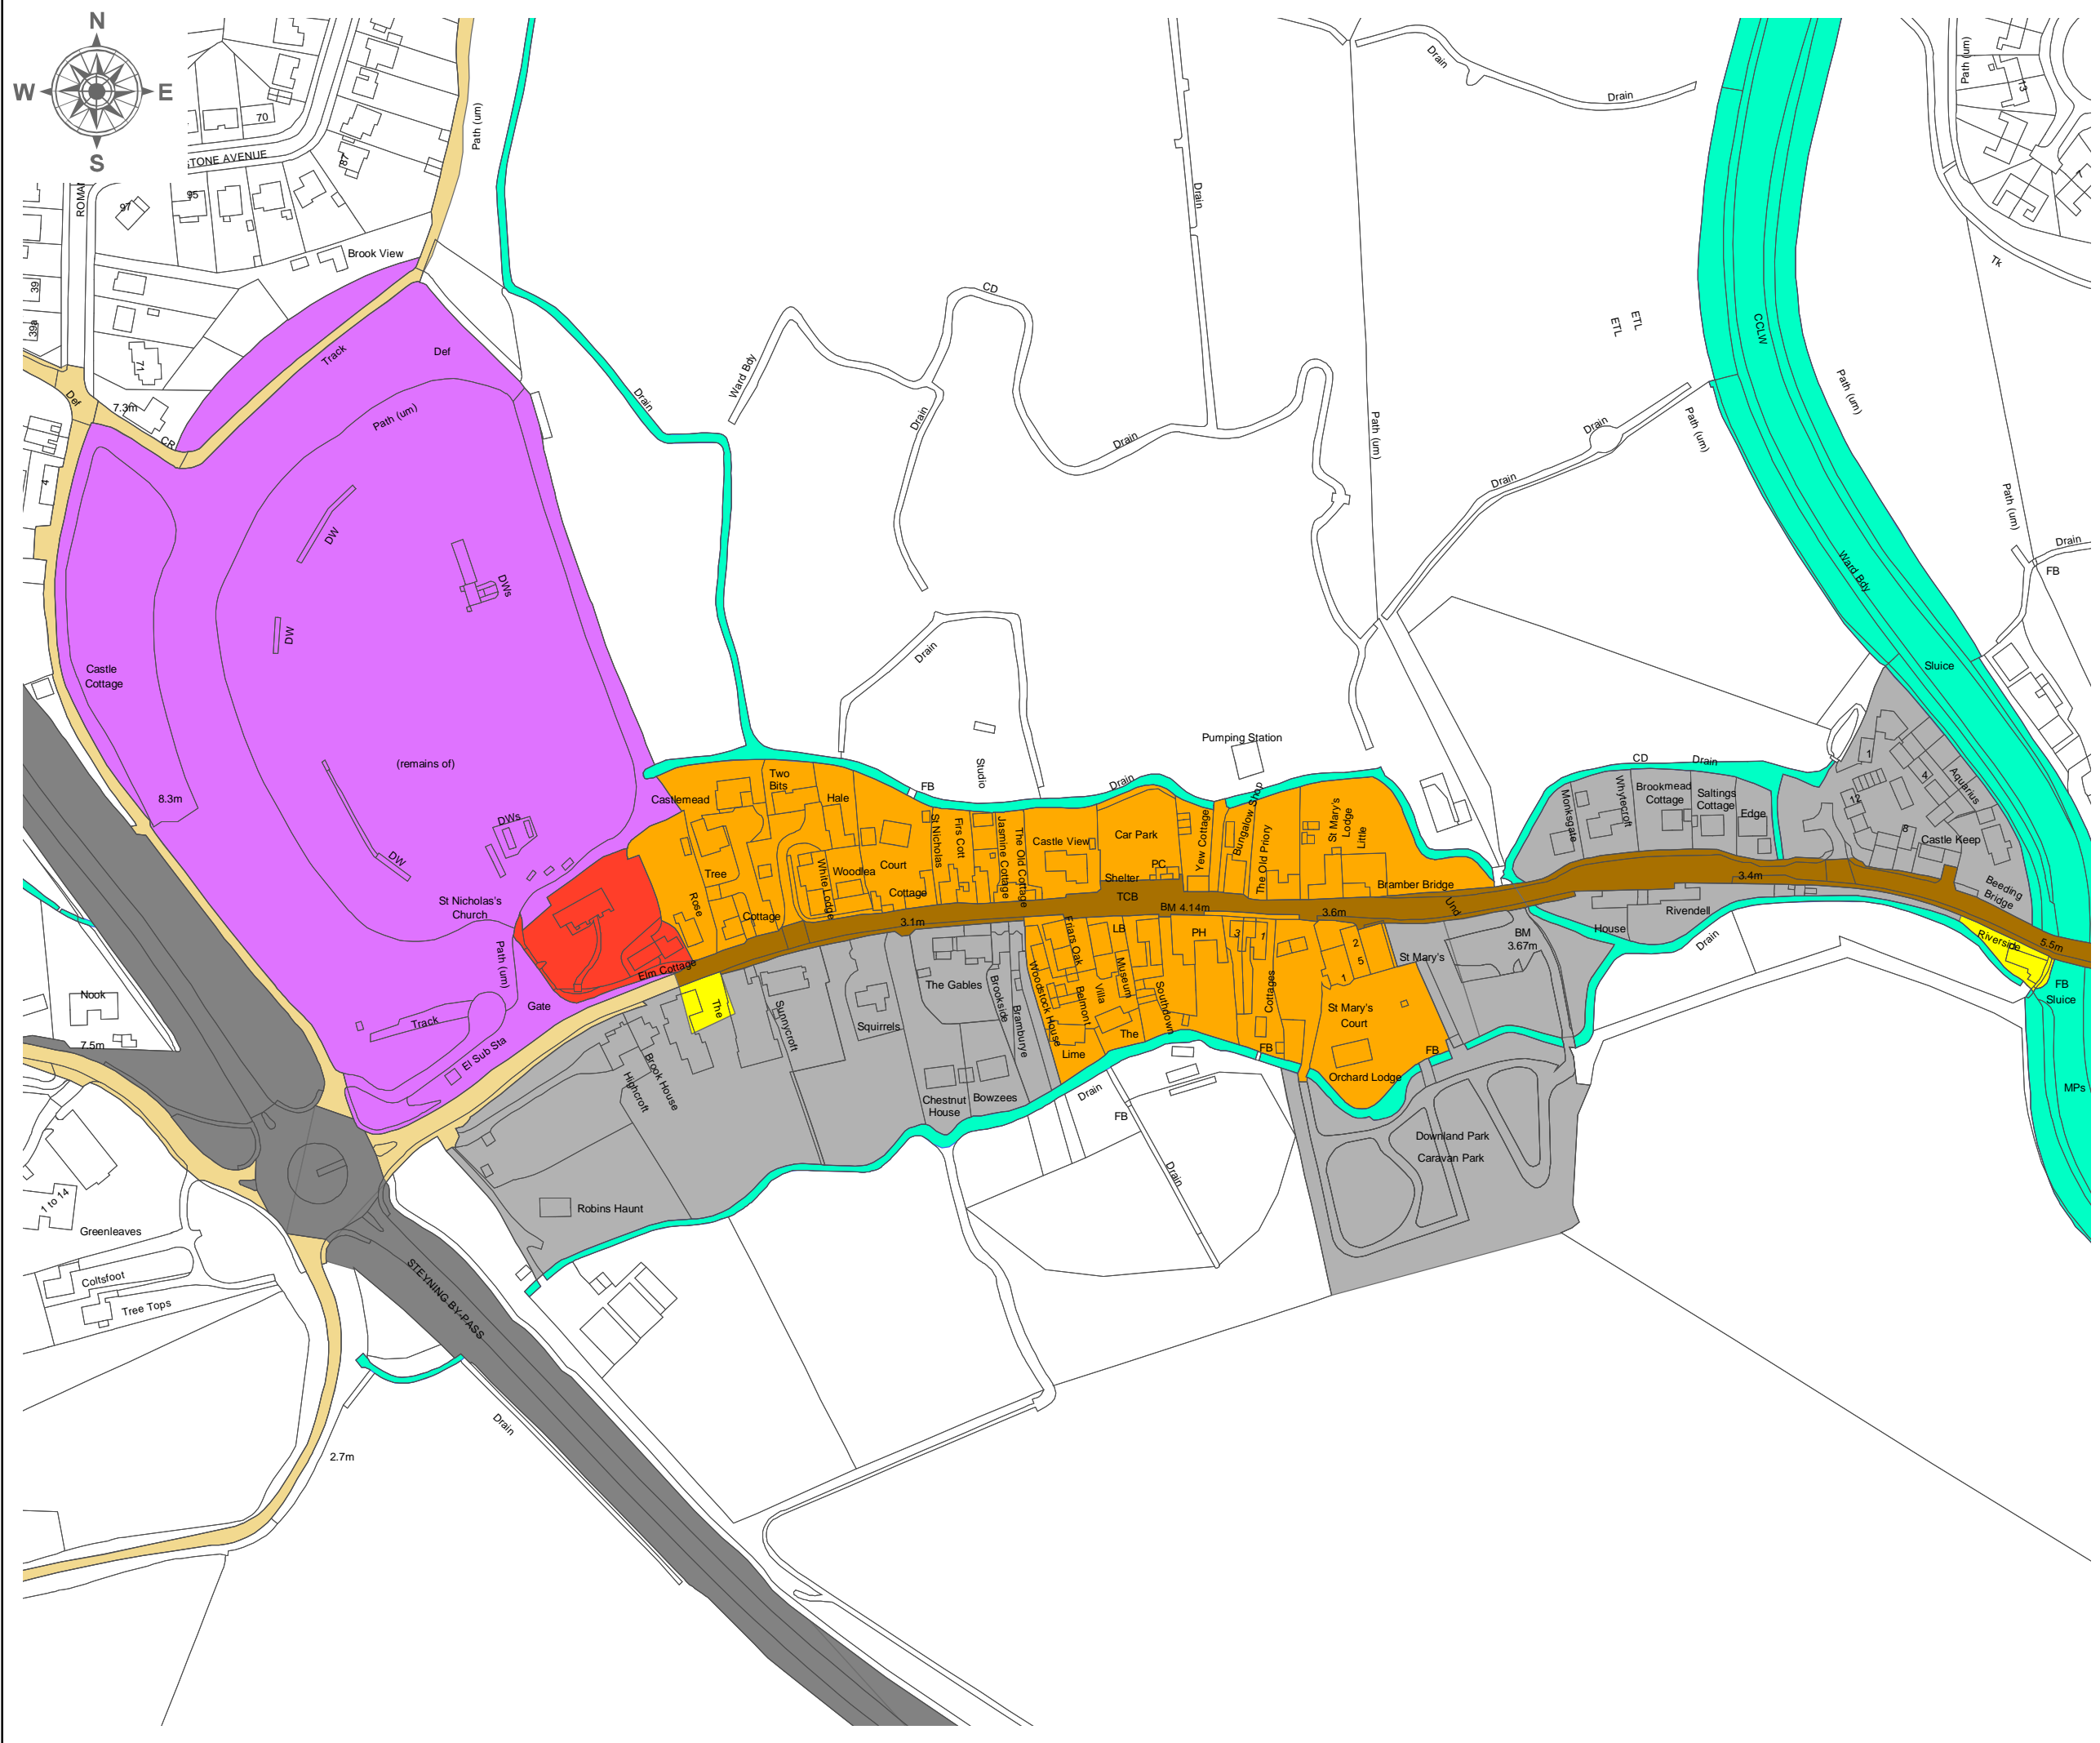 N
W E
S
70
TONE AVENUE
87
Path (um)
ROMAN
97
95
Brook View
39
39a
71
Track
Def
Def
7.3m
CR
Path (um)
4
DW
DWs
DW
Castle
Cottage
8.3m
(remains of)
DWs
DW
St Nicholas's
Church
Path (um)
Gate
Track
El Sub Sta
Drain
Ward Bdy
CD
Drain
Drain
Drain
Drain
Drain
Drain
Path (um)
ETL
ETL
Drain
Drain
Path (um)
CCLW
Path (um)
Ward Bdy
Sluice
Path (um)
13
7
Tk
Path (um)
Drain
FB
Drain
Studio
FB
Drain
Pumping Station
Castlemead
Two
Bits
Hale
Tree
Rose
Cottage
White Lodge
Woodlea
Court
Cottage
St Nicholas
Firs Cott
Jasmine Cottage
The Old Cottage
Castle View
Car Park
PC
Shelter
TCB
Yew Cottage
Bungalow Shop
The Old Priory
St Mary's
Lodge
Little
Bramber Bridge
Und
3.1m
BM 4.14m
3.6m
3.4m
5.5m
Elm Cottage
The
Sunnycroft
Squirrels
The Gables
Brookside
Bramburye
Woodstock House
Friars Oak
Belmont
Villa
LB
Museum
Southdown
The
Lime
PH
3
1
Cottages
2
5
1
St Mary's
St Mary's
Court
Orchard Lodge
FB
FB
BM
3.67m
House
Rivendell
Drain
CD
Drain
Monksgate
Whytecroft
Brookmead
Cottage
Saltings
Cottage
Edge
1
4
12
8
Aquarius
Castle Keep
Beeding
Bridge
Riverside
FB
Sluice
MPs
Brook House
Highcroft
Robins Haunt
Chestnut
House
Bowzees
Drain
FB
Drain
Downland Park
Caravan Park
Nook
7.5m
1 to 14
Greenleaves
Coltsfoot
Tree Tops
STEYNING BY-PASS
Drain
2.7m